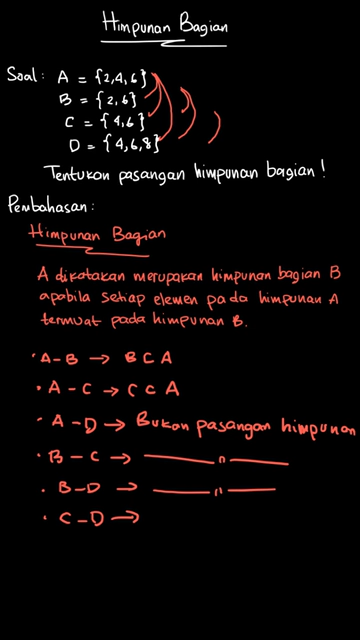 Himpunan Bagian
Soal: A = {2,4,6}
B = {2,6}
C = {4,6}
D = {4,6,8}
Tentukan pasangan himpunan bagian!
Pembahasan:
Himpunan Bagian
A dikatakan merupakan himpunan bagian B
apabila setiap elemen pada himpunan A
termuat pada himpunan B.
• A - B → B ⊂ A
• A - C → C ⊂ A
• A - D → Bukan pasangan himpunan
• B - C → —— " ——
• B - D → —— " ——
• C - D →